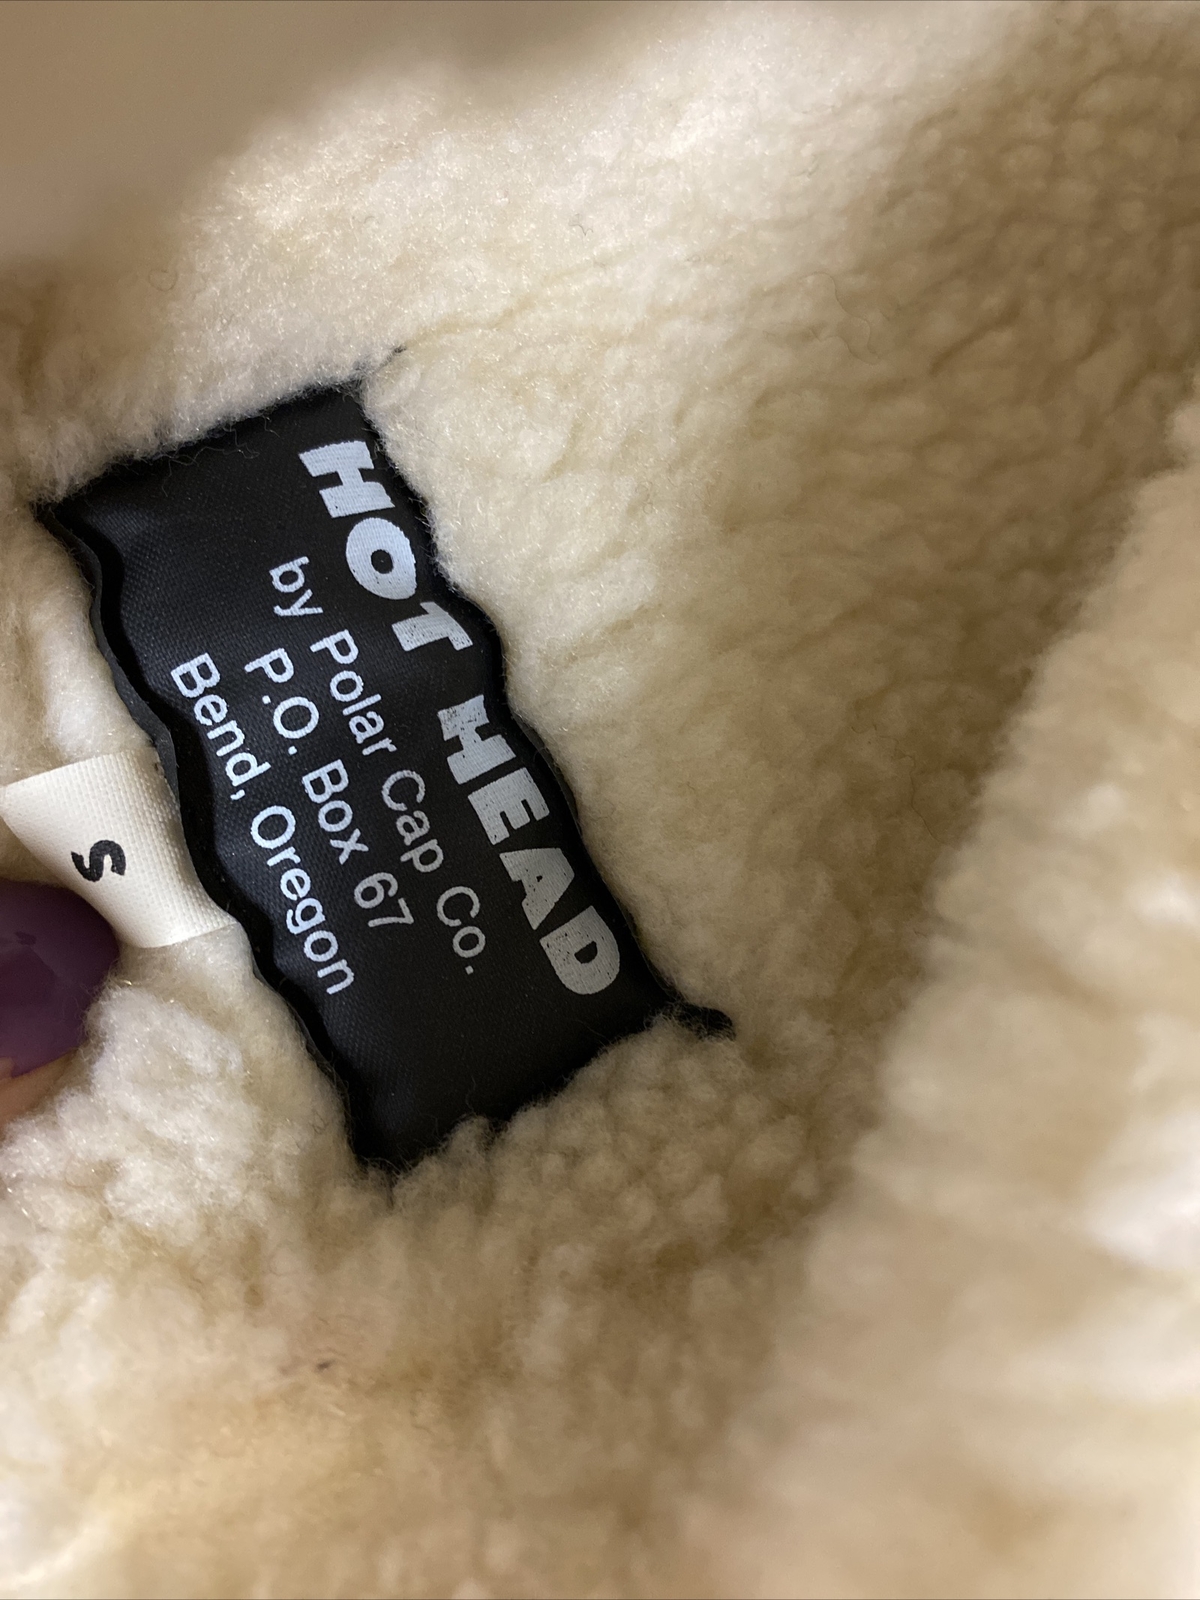 HOT HEAD
by Polar Cap Co.
P.O. Box 67
Bend, Oregon
S